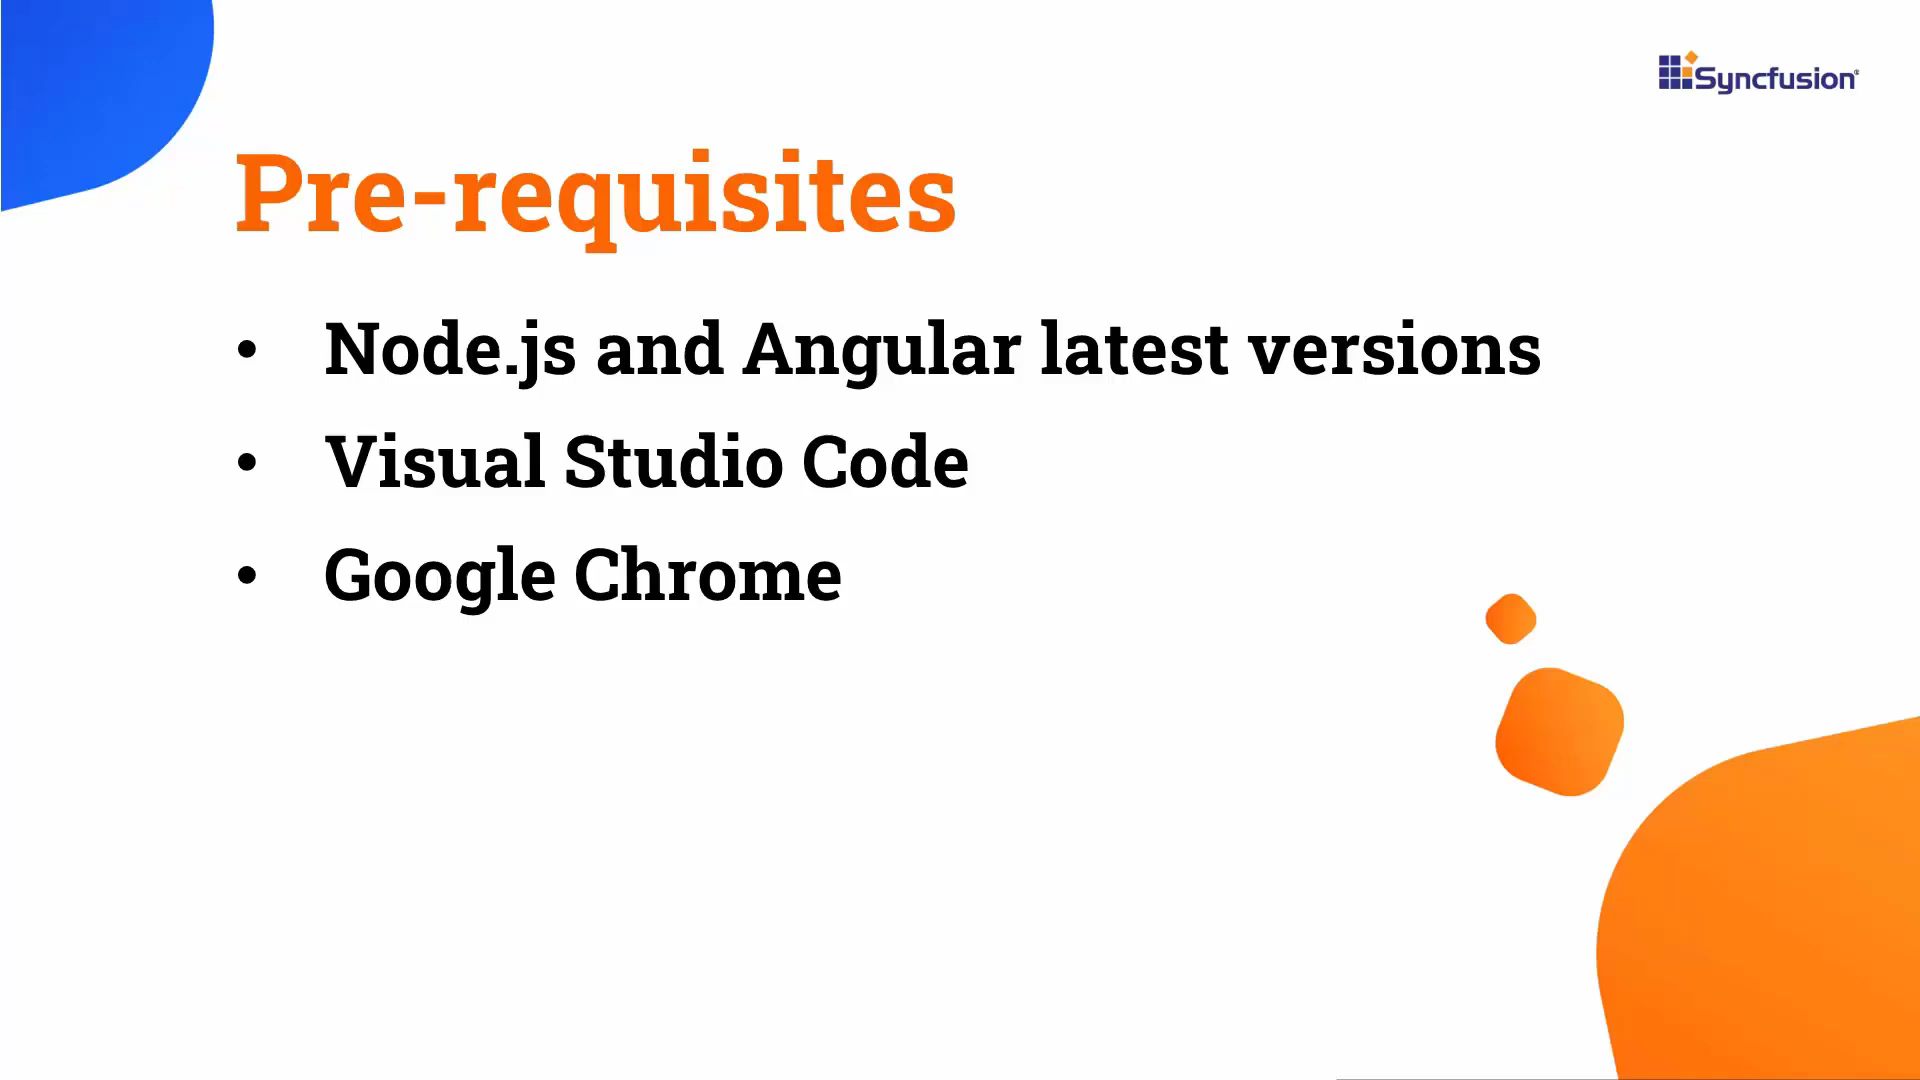 Syncfusion®
Pre-requisites
• Node.js and Angular latest versions
• Visual Studio Code
• Google Chrome